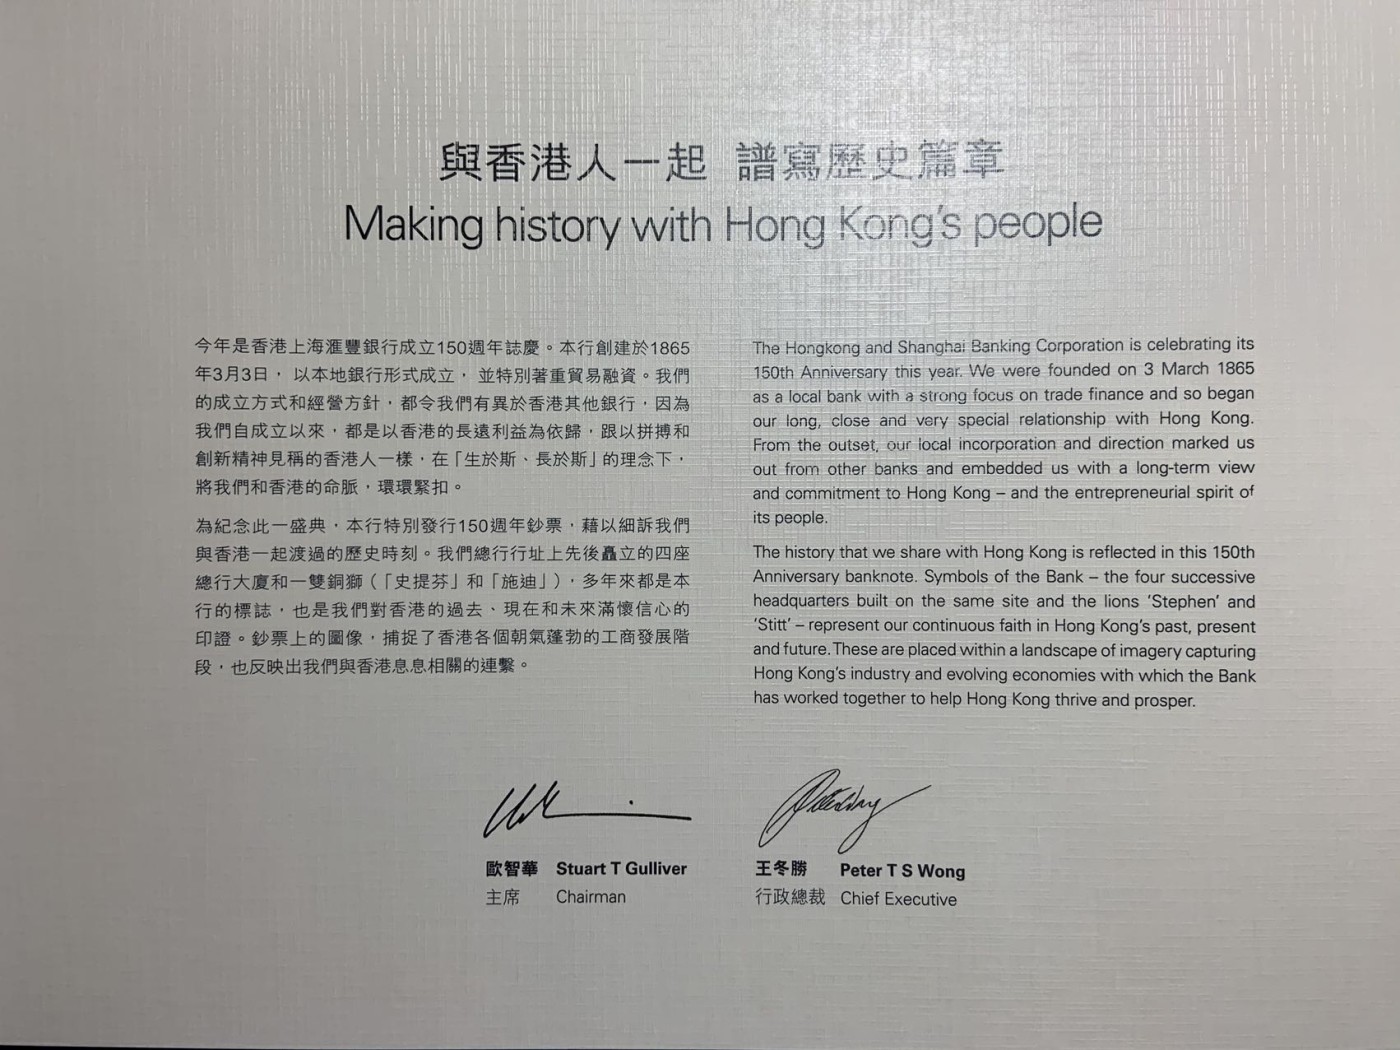 與香港人一起 譜寫歷史篇章
Making history with Hong Kong's people
今年是香港上海滙豐銀行成立150週年誌慶。本行創建於1865
年3月3日， 以本地銀行形式成立， 並特別著重貿易融資。我們
的成立方式和經營方針，都令我們有異於香港其他銀行，因為
我們自成立以來，都是以香港的長遠利益為依歸，跟以拼搏和
創新精神見稱的香港人一樣，在「生於斯、長於斯」的理念下，
將我們和香港的命脈，環環緊扣。
為紀念此一盛典，本行特別發行150週年鈔票，藉以細訴我們
與香港一起渡過的歷史時刻。我們總行行址上先後矗立的四座
總行大廈和一雙銅獅（「史提芬」和「施迪」），多年來都是本
行的標誌，也是我們對香港的過去、現在和未來滿懷信心的
印證。鈔票上的圖像，捕捉了香港各個朝氣蓬勃的工商發展階
段，也反映出我們與香港息息相關的連繫。
The Hongkong and Shanghai Banking Corporation is celebrating its
150th Anniversary this year. We were founded on 3 March 1865
as a local bank with a strong focus on trade finance and so began
our long, close and very special relationship with Hong Kong.
From the outset, our local incorporation and direction marked us
out from other banks and embedded us with a long-term view
and commitment to Hong Kong – and the entrepreneurial spirit of
its people.
The history that we share with Hong Kong is reflected in this 150th
Anniversary banknote. Symbols of the Bank – the four successive
headquarters built on the same site and the lions 'Stephen' and
'Stitt' – represent our continuous faith in Hong Kong's past, present
and future. These are placed within a landscape of imagery capturing
Hong Kong's industry and evolving economies with which the Bank
has worked together to help Hong Kong thrive and prosper.
歐智華 Stuart T Gulliver
主席 Chairman
王冬勝 Peter T S Wong
行政總裁 Chief Executive